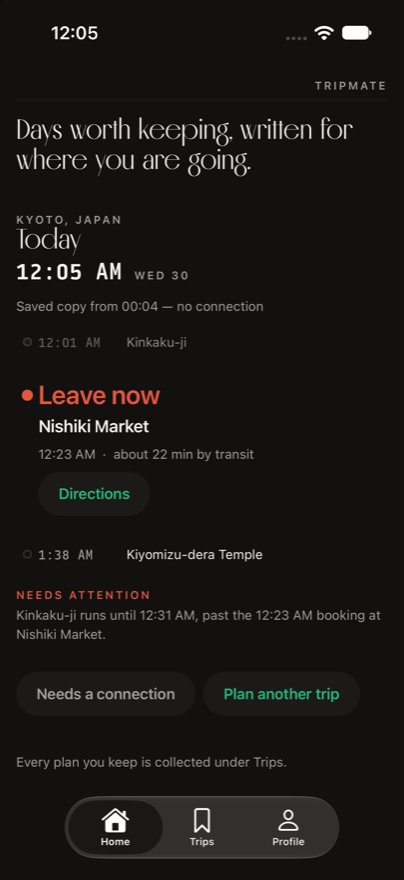 12:05
TRIPMATE
Days worth keeping, written for
where you are going.
KYOTO, JAPAN
Today
12:05 AM WED 30
Saved copy from 00:04 — no connection
12:01 AM Kinkaku-ji
Leave now
Nishiki Market
12:23 AM · about 22 min by transit
Directions
1:38 AM Kiyomizu-dera Temple
NEEDS ATTENTION
Kinkaku-ji runs until 12:31 AM, past the 12:23 AM booking at
Nishiki Market.
Needs a connection Plan another trip
Every plan you keep is collected under Trips.
Home Trips Profile